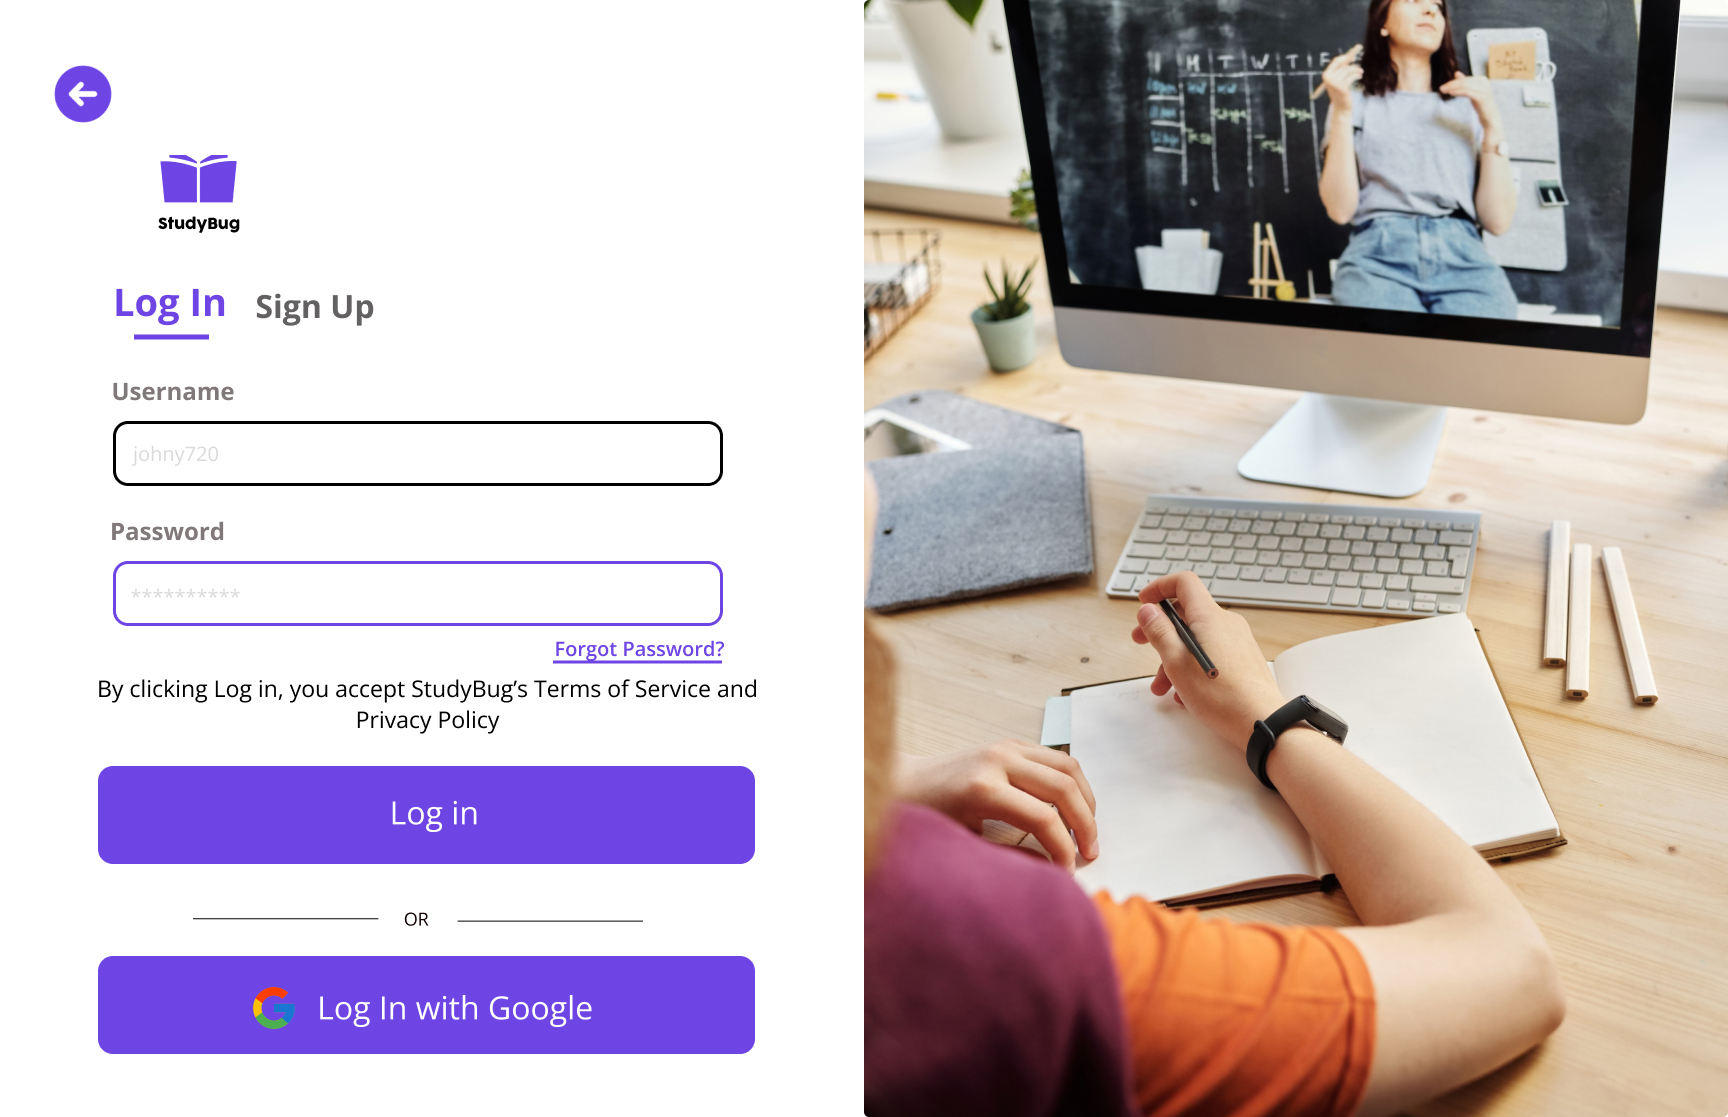 StudyBug
Log In Sign Up
Username
johny720
Password
**********
Forgot Password?
By clicking Log in, you accept StudyBug’s Terms of Service and
Privacy Policy
Log in
OR
Log In with Google
M T W T F